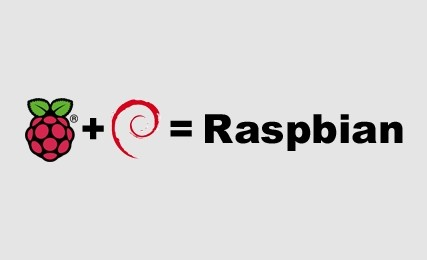 ® + = Raspbian